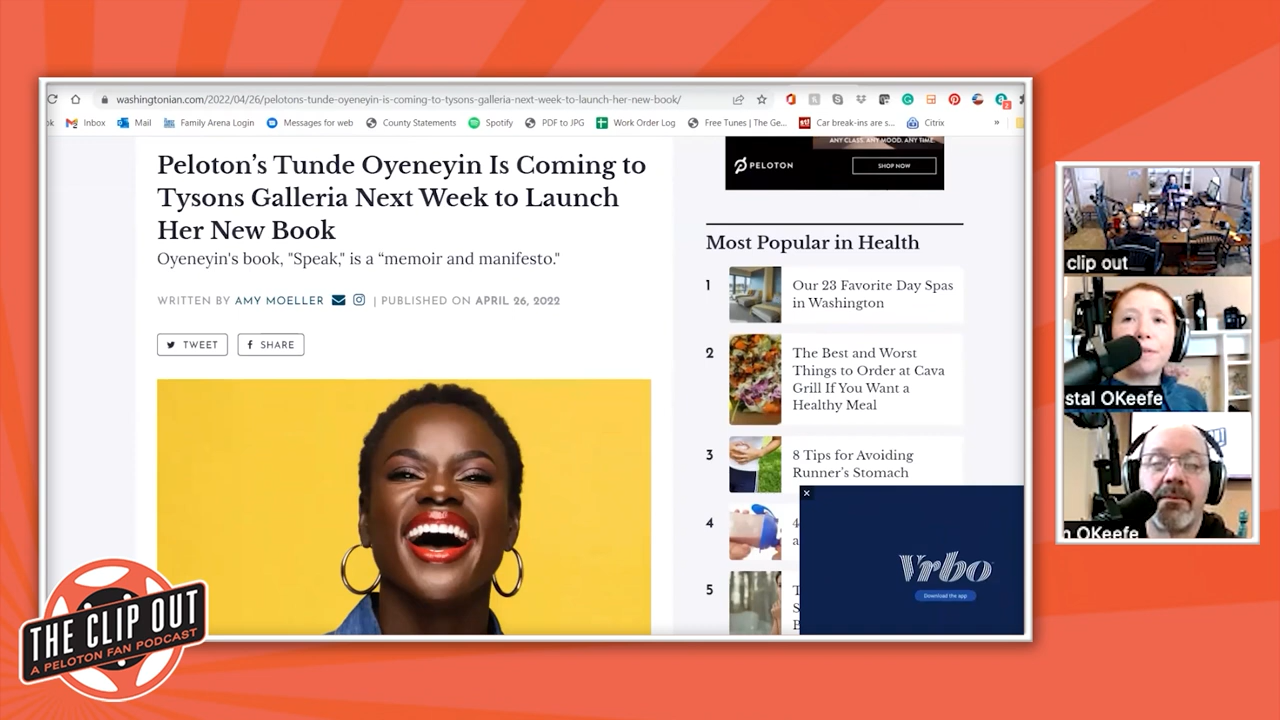 washingtonian.com/2022/04/26/pelotons-tunde-oyeneyin-is-coming-to-tysons-galleria-next-week-to-launch-her-new-book/
Inbox
Mail
Family Arena Login
Messages for web
County Statements
Spotify
PDF to JPG
Work Order Log
Free Tunes | The Ge...
Car break-ins are s...
Citrix
»
Peloton's Tunde Oyeneyin Is Coming to
Tysons Galleria Next Week to Launch
Her New Book
Oyeneyin's book, "Speak," is a “memoir and manifesto."
WRITTEN BY AMY MOELLER | PUBLISHED ON APRIL 26, 2022
TWEET
SHARE
ANY CLASS. ANY MOOD. ANY TIME.
PELOTON
SHOP NOW
Most Popular in Health
1
Our 23 Favorite Day Spas
in Washington
2
The Best and Worst
Things to Order at Cava
Grill If You Want a
Healthy Meal
3
8 Tips for Avoiding
Runner's Stomach
4
4
a
5
T
S
B
Vrbo
Download the app
clip out
stal OKeefe
OKeefe
THE CLIP OUT
A PELOTON FAN PODCAST